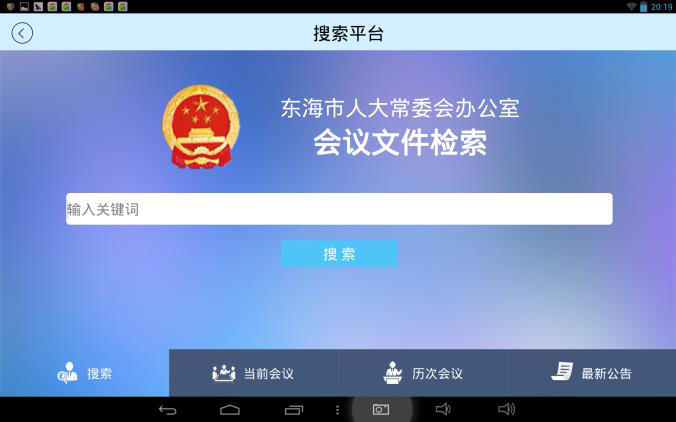 20:19
搜索平台
东海市人大常委会办公室
会议文件检索
输入关键词
搜 索
搜索
当前会议
历次会议
最新公告